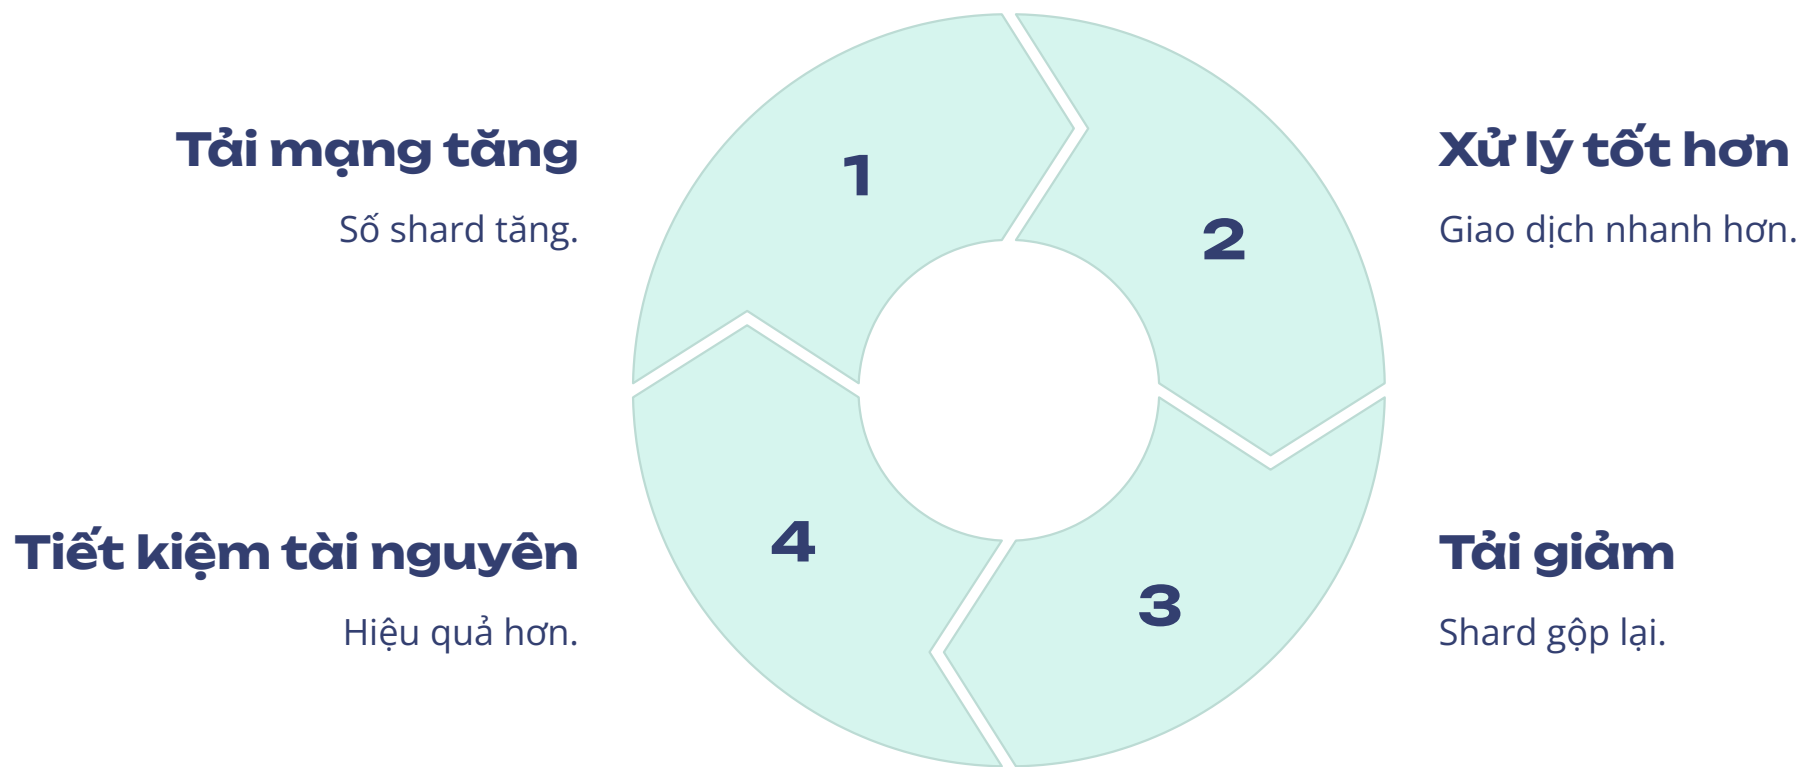 1
Tải mạng tăng
Số shard tăng.
2
Xử lý tốt hơn
Giao dịch nhanh hơn.
3
Tải giảm
Shard gộp lại.
4
Tiết kiệm tài nguyên
Hiệu quả hơn.